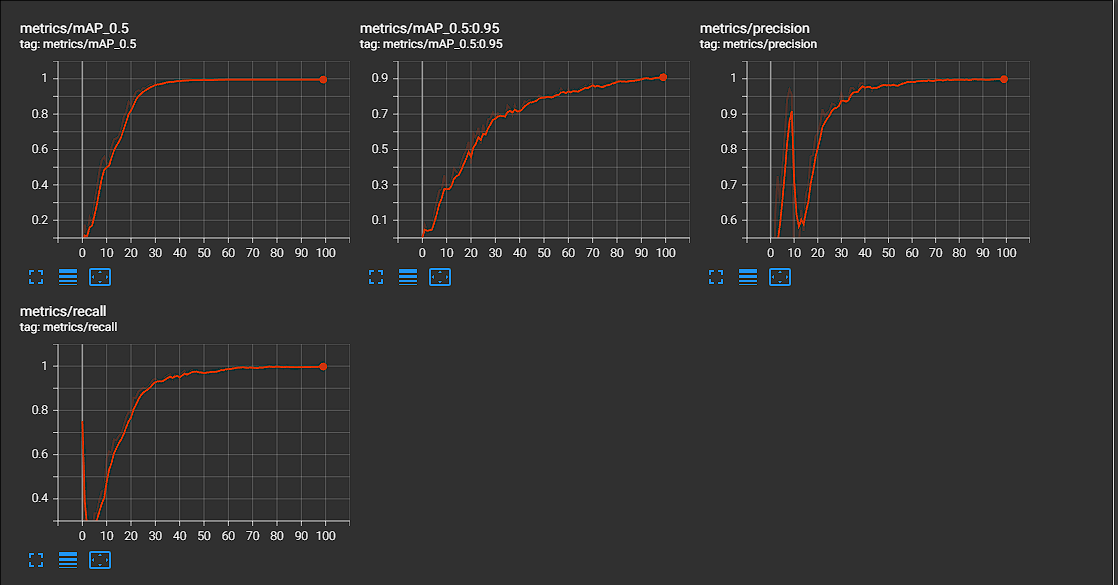 metrics/mAP_0.5
tag: metrics/mAP_0.5
1
0.8
0.6
0.4
0.2
0 10 20 30 40 50 60 70 80 90 100
metrics/mAP_0.5:0.95
tag: metrics/mAP_0.5:0.95
0.9
0.7
0.5
0.3
0.1
0 10 20 30 40 50 60 70 80 90 100
metrics/precision
tag: metrics/precision
1
0.9
0.8
0.7
0.6
0 10 20 30 40 50 60 70 80 90 100
metrics/recall
tag: metrics/recall
1
0.8
0.6
0.4
0 10 20 30 40 50 60 70 80 90 100